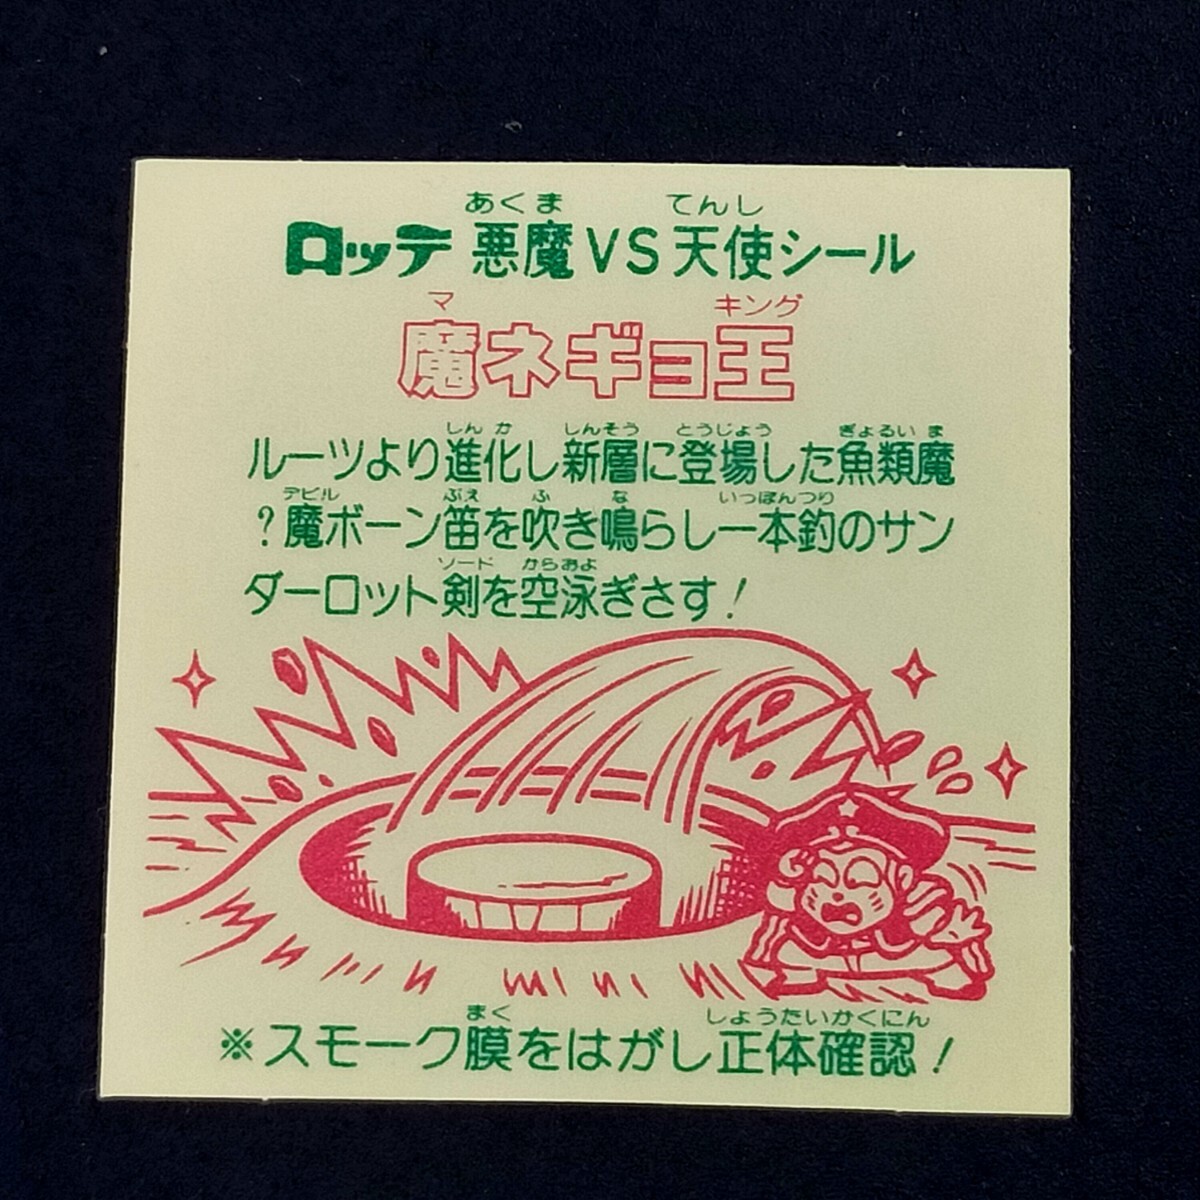 あくま てんし
ロッテ 悪魔VS天使シール
マ キング
魔ネギョ王
しんか しんそう とうじょう ぎょるいま
ルーツより進化し新層に登場した魚類魔
デビル ぶえ ふ な いっぽんつり
?魔ボーン笛を吹き鳴らし一本釣のサン
ソード からおよ
ダーロット剣を空泳ぎさす!
まく しょうたいかくにん
※スモーク膜をはがし正体確認!